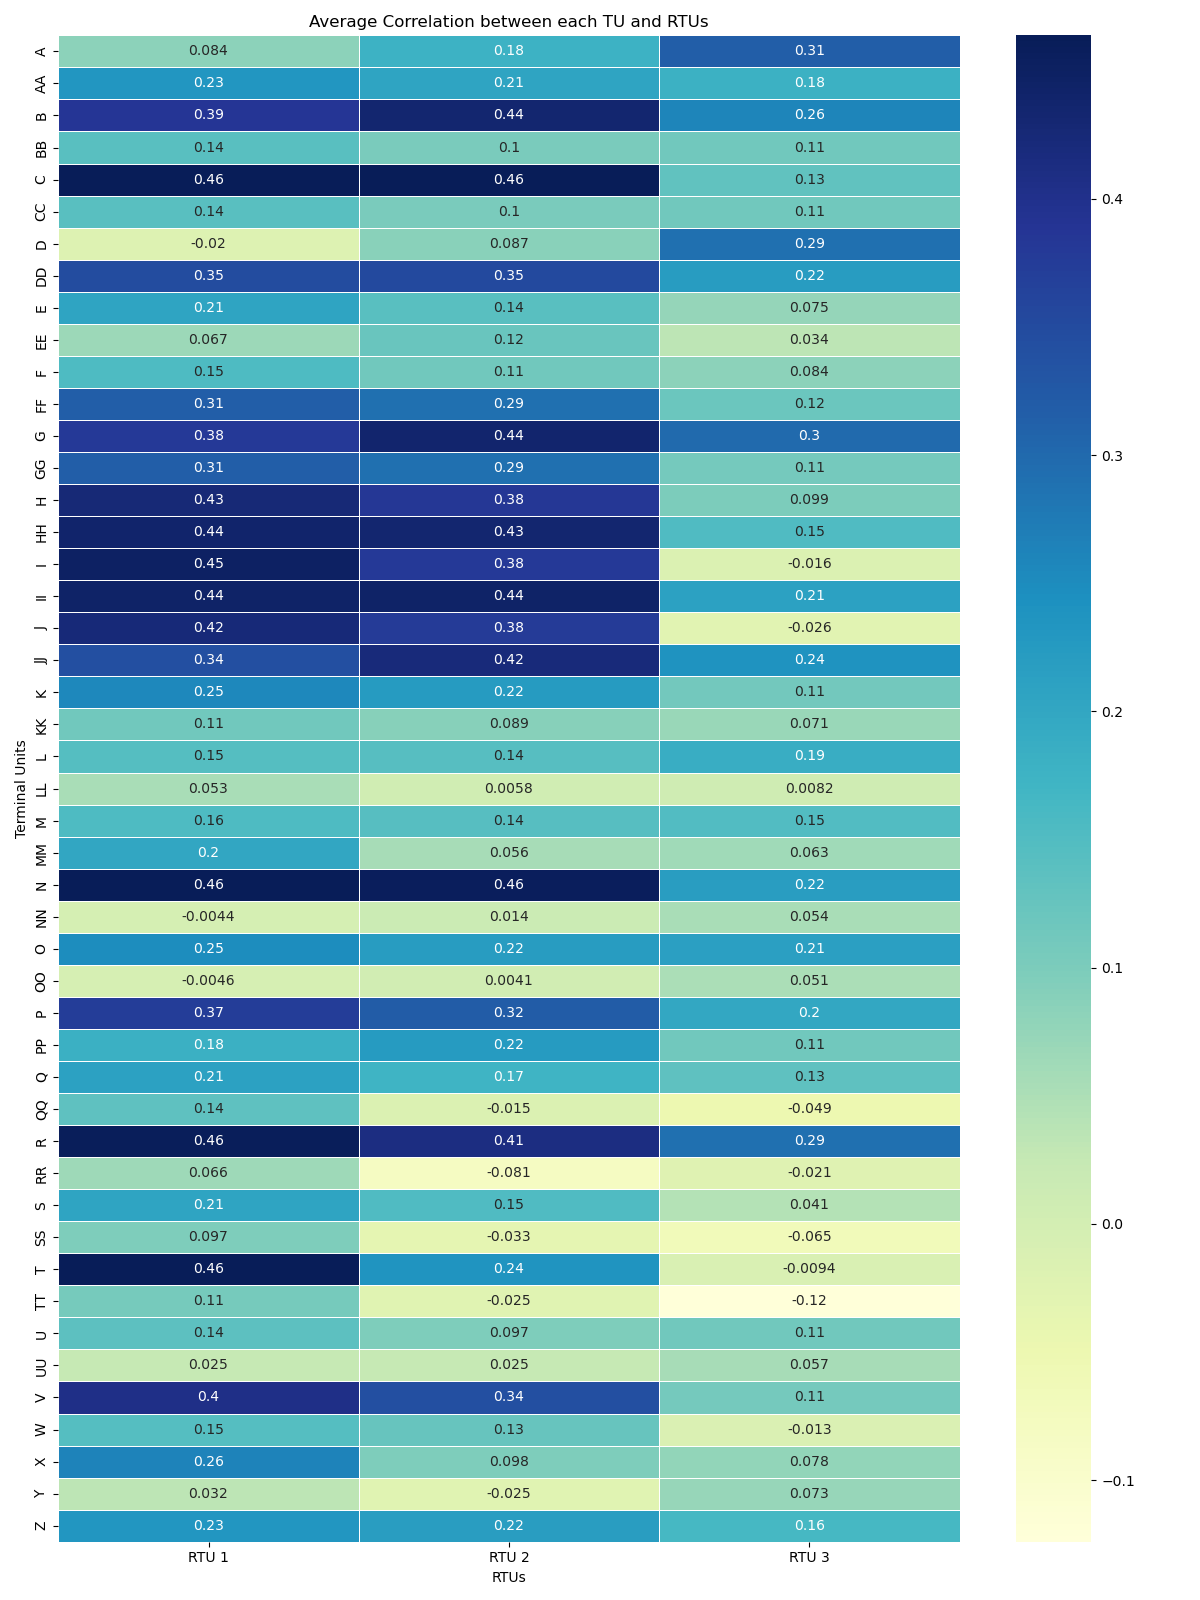 Average Correlation between each TU and RTUs
A 0.084 0.18 0.31
AA 0.23 0.21 0.18
B 0.39 0.44 0.26
BB 0.14 0.1 0.11
C 0.46 0.46 0.13
CC 0.14 0.1 0.11
D -0.02 0.087 0.29
DD 0.35 0.35 0.22
E 0.21 0.14 0.075
EE 0.067 0.12 0.034
F 0.15 0.11 0.084
FF 0.31 0.29 0.12
G 0.38 0.44 0.3
GG 0.31 0.29 0.11
H 0.43 0.38 0.099
HH 0.44 0.43 0.15
I 0.45 0.38 -0.016
II 0.44 0.44 0.21
J 0.42 0.38 -0.026
JJ 0.34 0.42 0.24
K 0.25 0.22 0.11
KK 0.11 0.089 0.071
L 0.15 0.14 0.19
LL 0.053 0.0058 0.0082
M 0.16 0.14 0.15
MM 0.2 0.056 0.063
N 0.46 0.46 0.22
NN -0.0044 0.014 0.054
O 0.25 0.22 0.21
OO -0.0046 0.0041 0.051
P 0.37 0.32 0.2
PP 0.18 0.22 0.11
Q 0.21 0.17 0.13
QQ 0.14 -0.015 -0.049
R 0.46 0.41 0.29
RR 0.066 -0.081 -0.021
S 0.21 0.15 0.041
SS 0.097 -0.033 -0.065
T 0.46 0.24 -0.0094
TT 0.11 -0.025 -0.12
U 0.14 0.097 0.11
UU 0.025 0.025 0.057
V 0.4 0.34 0.11
W 0.15 0.13 -0.013
X 0.26 0.098 0.078
Y 0.032 -0.025 0.073
Z 0.23 0.22 0.16
RTU 1 RTU 2 RTU 3
RTUs
Terminal Units
0.4
0.3
0.2
0.1
0.0
−0.1